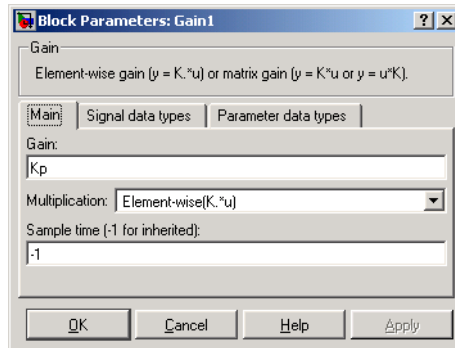 Block Parameters: Gain1
Gain
Element-wise gain (y = K.*u) or matrix gain (y = K*u or y = u*K).
Main Signal data types Parameter data types
Gain:
Kp
Multiplication: Element-wise(K.*u)
Sample time (-1 for inherited):
-1
OK Cancel Help Apply